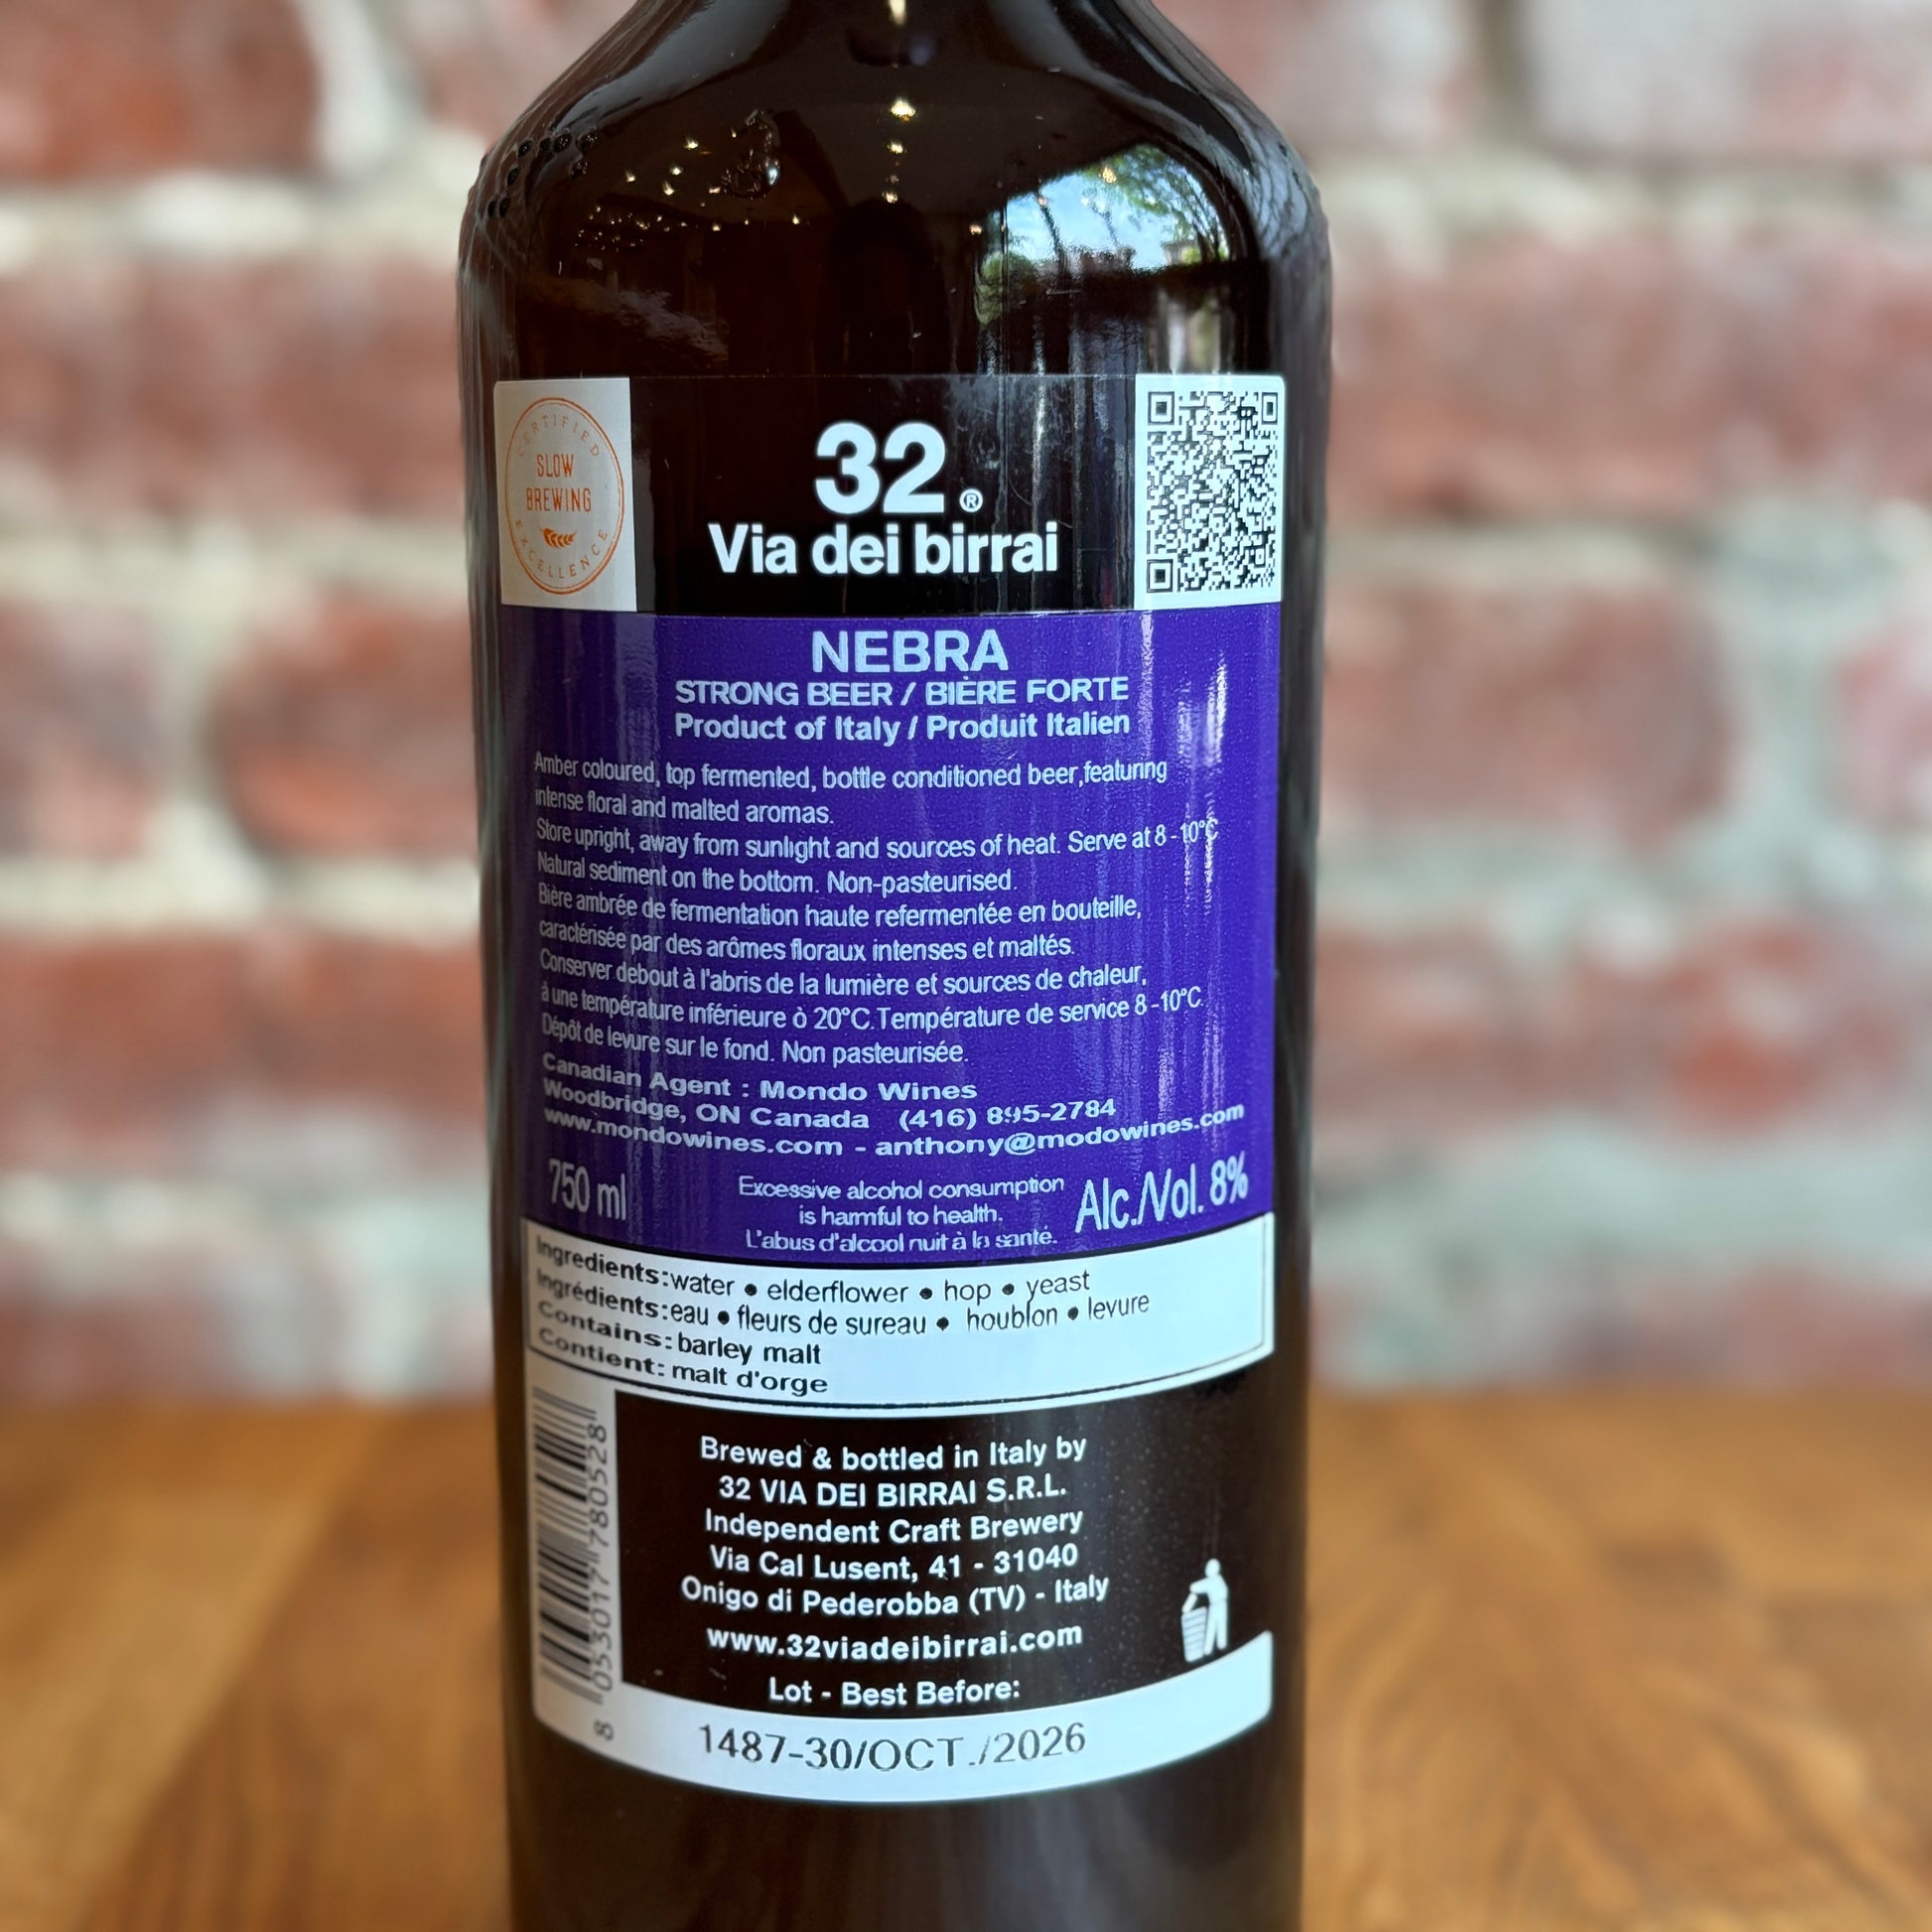 CERTIFIED
SLOW
BREWING
EXCELLENCE
32.®
Via dei birrai
NEBRA
STRONG BEER / BIÈRE FORTE
Product of Italy / Produit Italien
Amber coloured, top fermented, bottle conditioned beer,featuring
intense floral and malted aromas.
Store upright, away from sunlight and sources of heat. Serve at 8 -10°C
Natural sediment on the bottom. Non-pasteurised.
Bière ambrée de fermentation haute refermentée en bouteille,
caractérisée par des arômes floraux intenses et maltés.
Conserver debout à l'abris de la lumière et sources de chaleur,
à une température inférieure ò 20°C.Température de service 8 -10°C.
Dépôt de levure sur le fond. Non pasteurisée.
Canadian Agent : Mondo Wines
Woodbridge, ON Canada (416) 895-2784
www.mondowines.com - anthony@modowines.com
750 ml
Excessive alcohol consumption
is harmful to health.
L'abus d'alcool nuit à la santé.
Alc./Vol. 8%
Ingredients:water • elderflower • hop • yeast
Ingrédients:eau • fleurs de sureau • houblon • levure
Contains: barley malt
Contient: malt d'orge
8 053017 780528
Brewed & bottled in Italy by
32 VIA DEI BIRRAI S.R.L.
Independent Craft Brewery
Via Cal Lusent, 41 - 31040
Onigo di Pederobba (TV) - Italy
www.32viadeibirrai.com
Lot - Best Before:
1487-30/OCT./2026